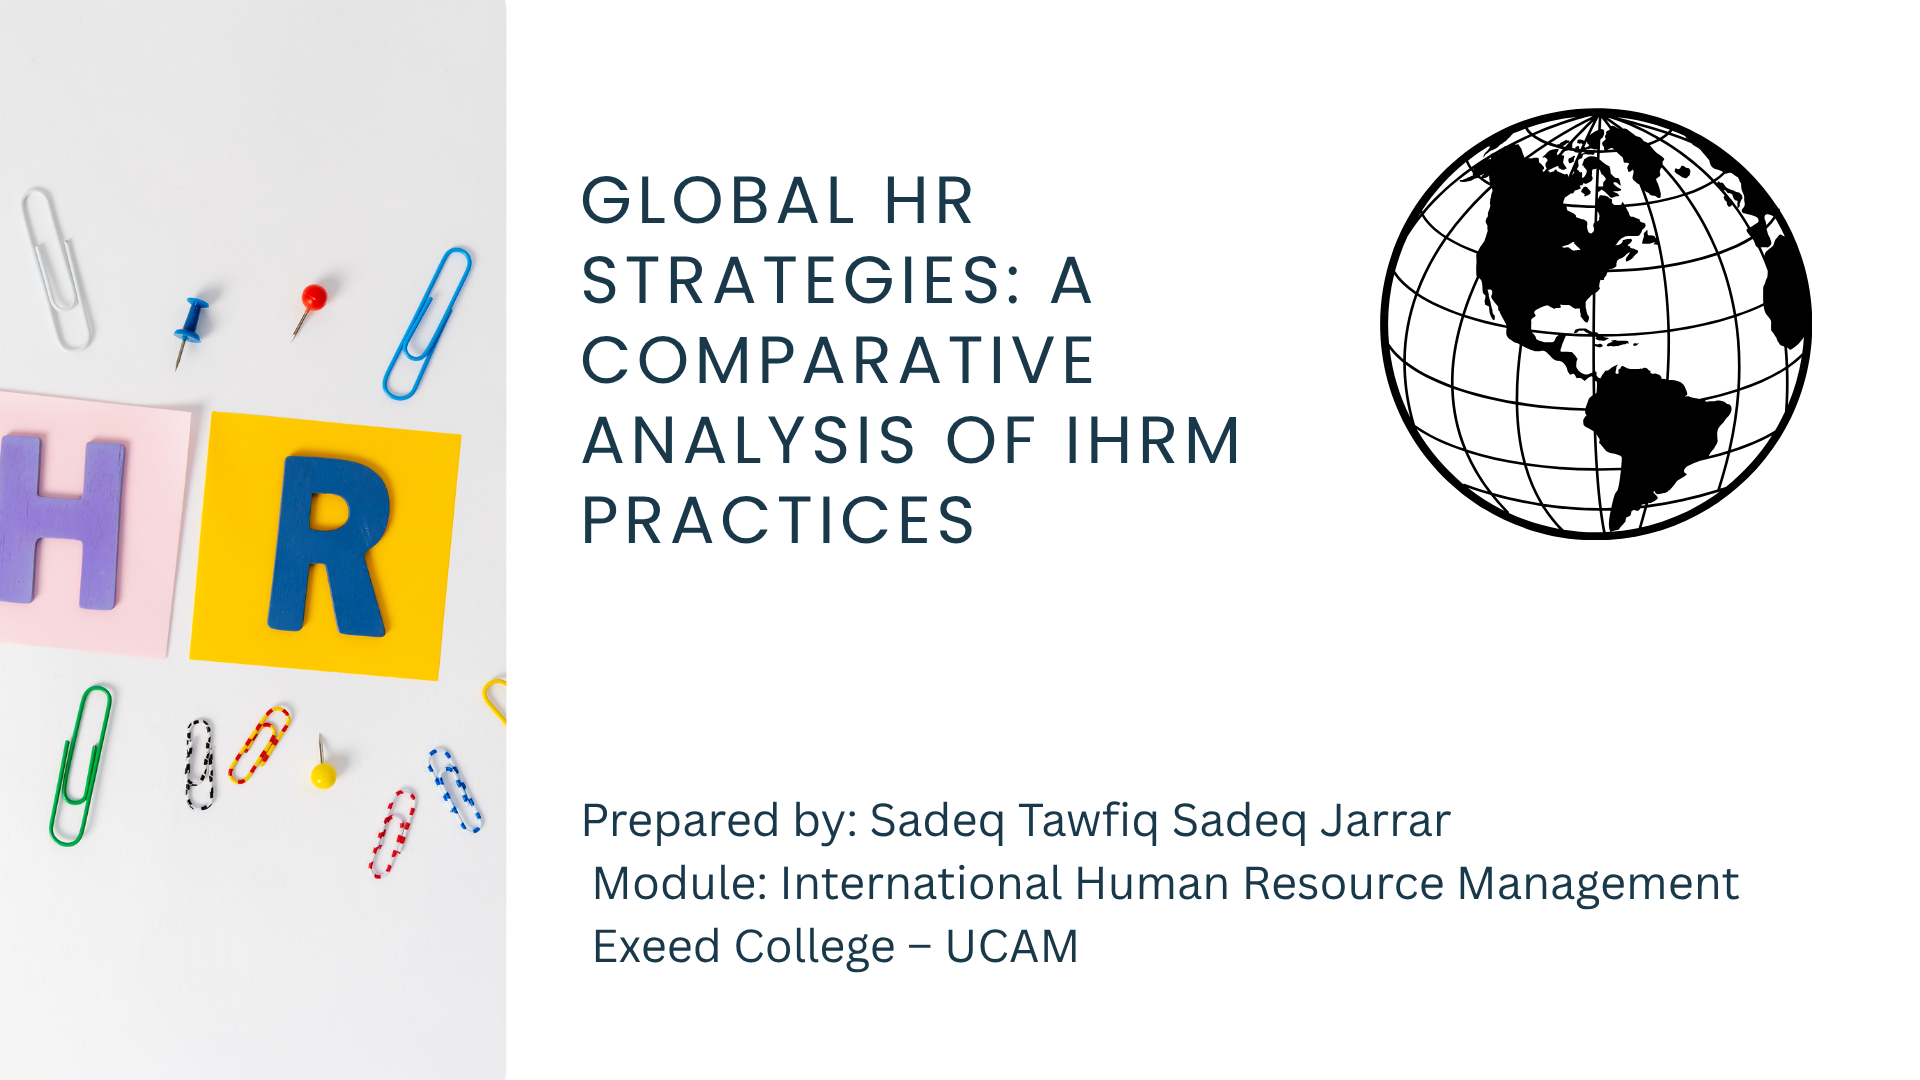 H R
GLOBAL HR
STRATEGIES: A
COMPARATIVE
ANALYSIS OF IHRM
PRACTICES
Prepared by: Sadeq Tawfiq Sadeq Jarrar
Module: International Human Resource Management
Exeed College – UCAM